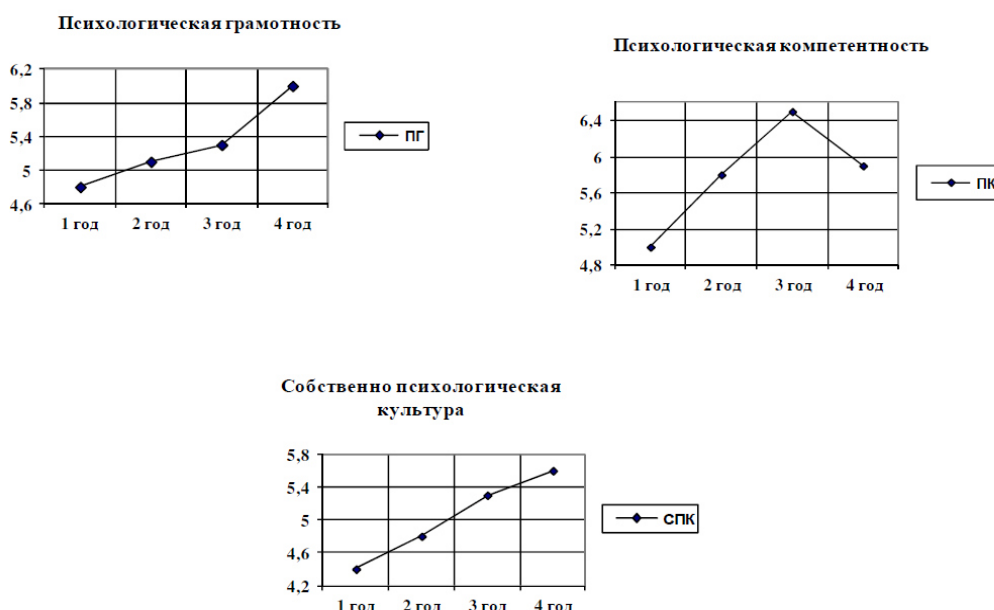 Психологическая грамотность
6,2
5,8
5,4
5
4,6
1 год 2 год 3 год 4 год
ПГ
Психологическая компетентность
6,4
6
5,6
5,2
4,8
1 год 2 год 3 год 4 год
ПК
Собственно психологическая
культура
5,8
5,4
5
4,6
4,2
1 год 2 год 3 год 4 год
СПК